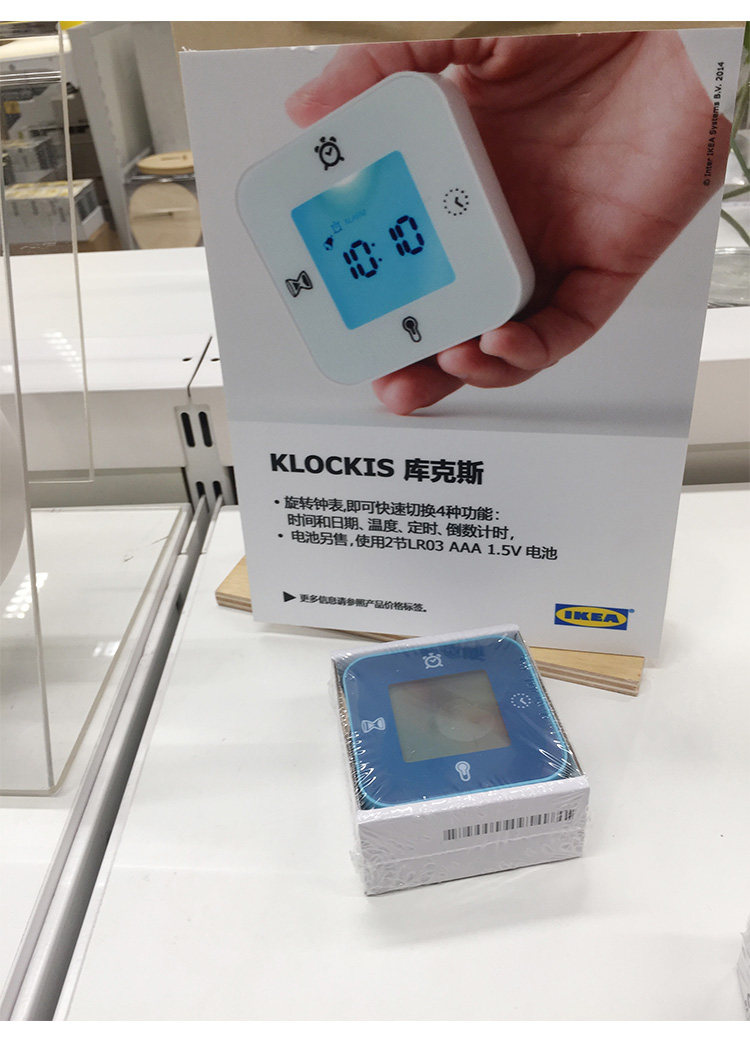 © Inter IKEA Systems B.V. 2014
ALARM
10:10
KLOCKIS 库克斯
• 旋转钟表,即可快速切换4种功能:
时间和日期、温度、定时、倒数计时,
• 电池另售,使用2节LR03 AAA 1.5V 电池
▶ 更多信息请参照产品价格标签。
IKEA®